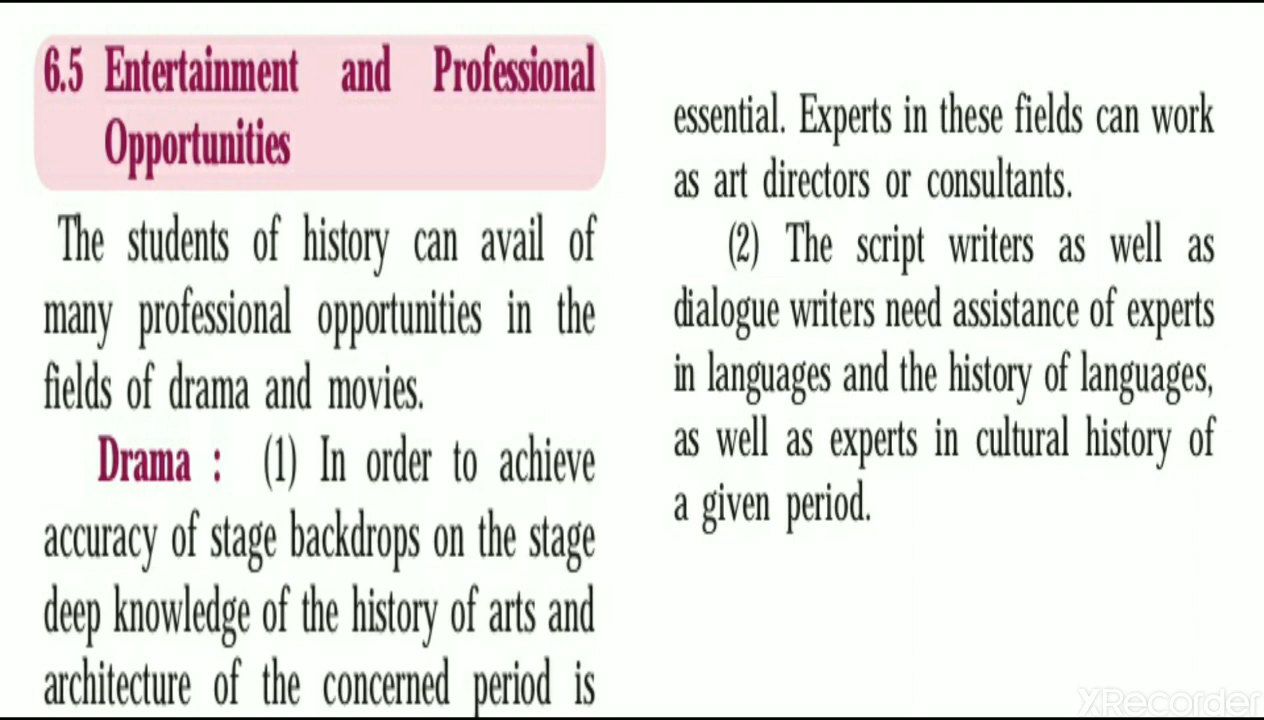 6.5 Entertainment and Professional
Opportunities
The students of history can avail of
many professional opportunities in the
fields of drama and movies.
Drama : (1) In order to achieve
accuracy of stage backdrops on the stage
deep knowledge of the history of arts and
architecture of the concerned period is
essential. Experts in these fields can work
as art directors or consultants.
(2) The script writers as well as
dialogue writers need assistance of experts
in languages and the history of languages,
as well as experts in cultural history of
a given period.
XRecorder